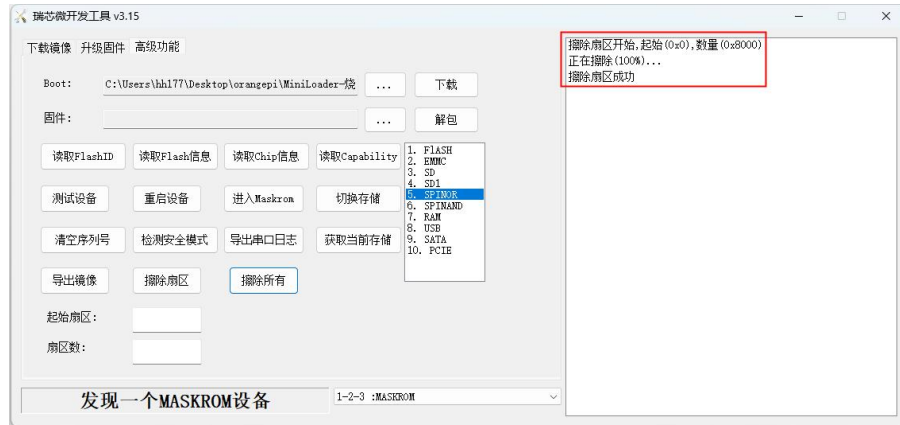 瑞芯微开发工具 v3.15
下载镜像 升级固件 高级功能
Boot: C:\Users\hhl77\Desktop\orangepi\MiniLoader-烧 ... 下载
固件: ... 解包
读取FlashID 读取Flash信息 读取Chip信息 读取Capability
测试设备 重启设备 进入Maskrom 切换存储
清空序列号 检测安全模式 导出串口日志 获取当前存储
导出镜像 擦除扇区 擦除所有
1. FlASH
2. EMMC
3. SD
4. SD1
5. SPINOR
6. SPINAND
7. RAM
8. USB
9. SATA
10. PCIE
起始扇区:
扇区数:
发现一个MASKROM设备 1-2-3 :MASKROM
擦除扇区开始,起始(0x0),数量(0x8000)
正在擦除(100%)...
擦除扇区成功